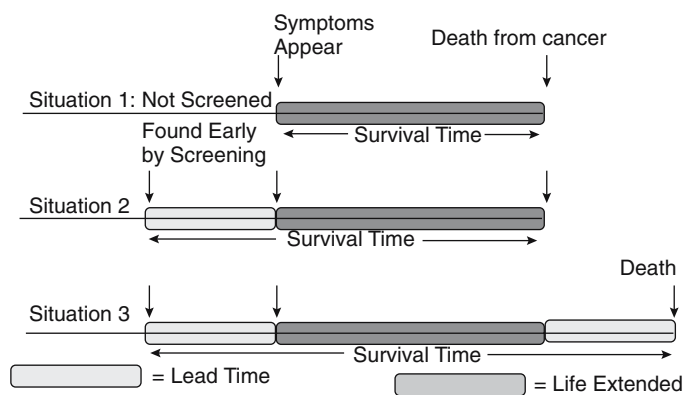 Symptoms
Appear
Death from cancer
Situation 1: Not Screened
Survival Time
Found Early
by Screening
Situation 2
Survival Time
Death
Situation 3
Survival Time
= Lead Time
= Life Extended